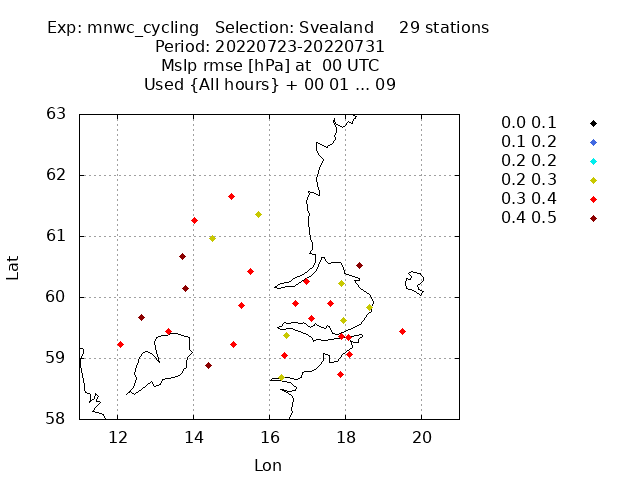 Exp: mnwc_cycling   Selection: Svealand     29 stations
Period: 20220723-20220731
Mslp rmse [hPa] at  00 UTC
Used {All hours} + 00 01 ... 09
63
62
61
60
59
58
Lat
12 14 16 18 20
Lon
0.0 0.1
0.1 0.2
0.2 0.2
0.2 0.3
0.3 0.4
0.4 0.5